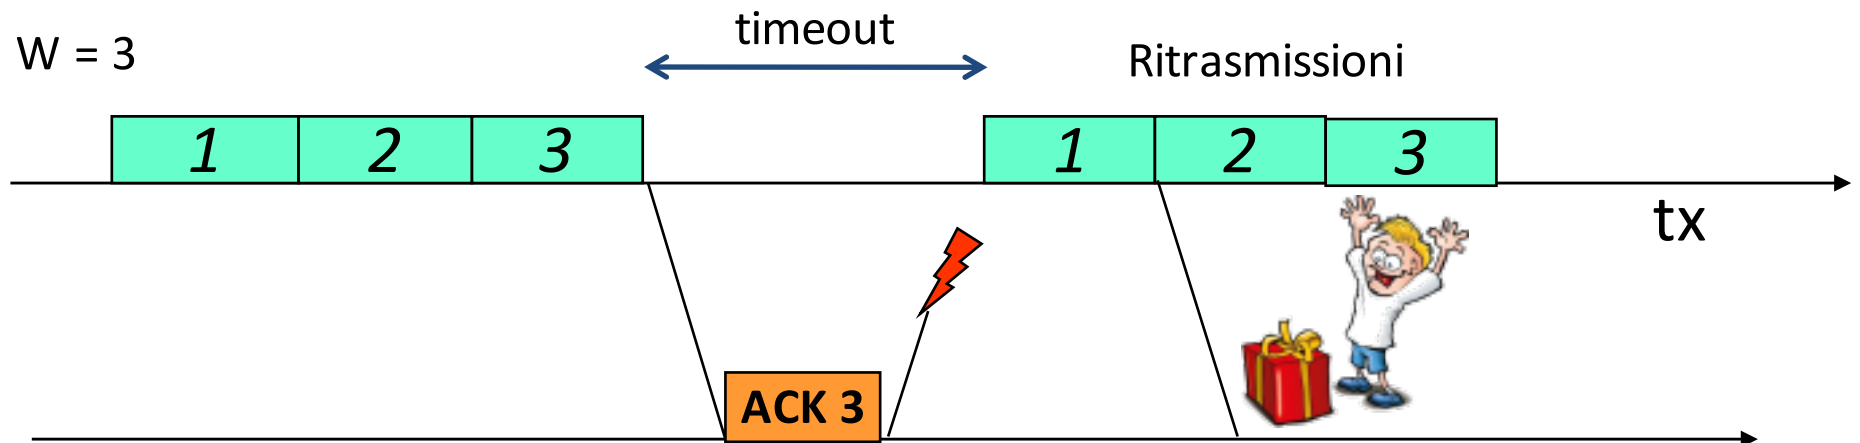 timeout
W = 3
Ritrasmissioni
1 2 3 1 2 3
tx
ACK 3